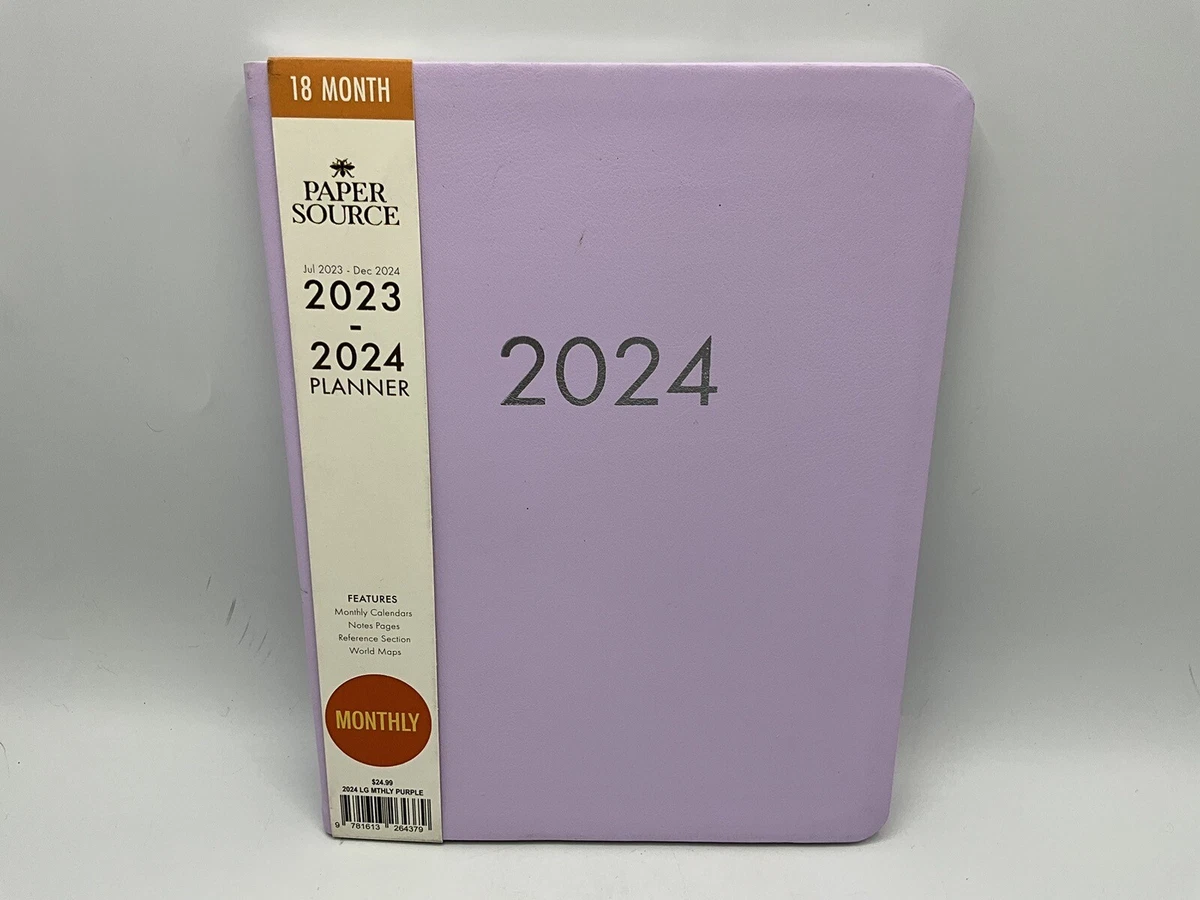 18 MONTH
PAPER
SOURCE
Jul 2023 - Dec 2024
2023
-
2024
PLANNER
FEATURES
Monthly Calendars
Notes Pages
Reference Section
World Maps
MONTHLY
$24.99
2024 LG MTHLY PURPLE
9 781613 264379
2024